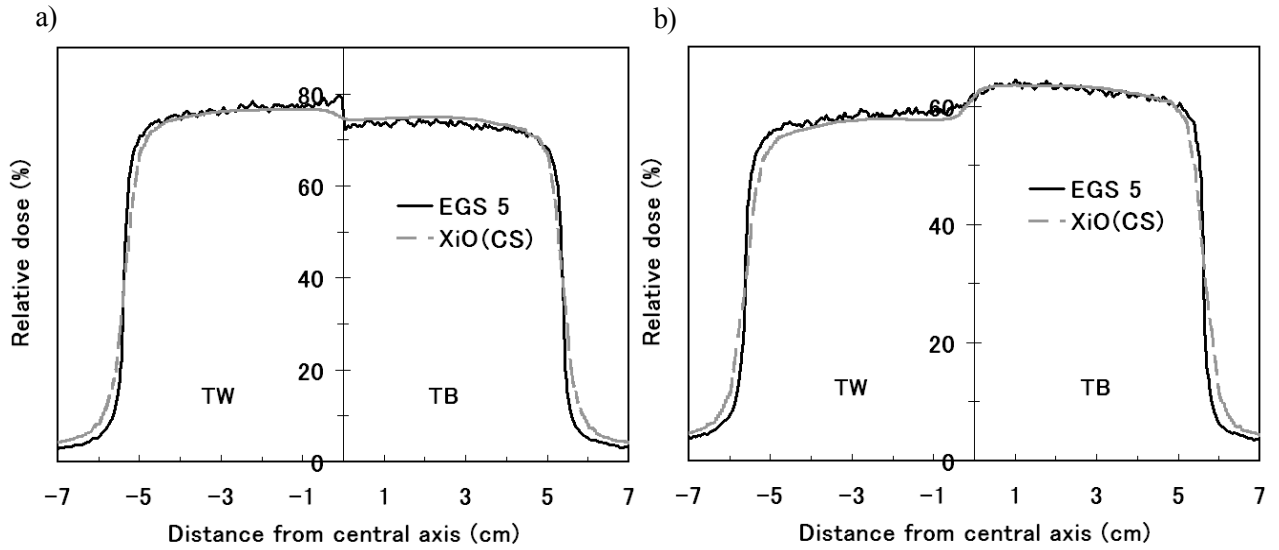 a)
80
60
40
20
0
Relative dose (%)
EGS 5
XiO(CS)
TW
TB
-7 -5 -3 -1 1 3 5 7
Distance from central axis (cm)
b)
60
40
20
0
Relative dose (%)
EGS 5
XiO(CS)
TW
TB
-7 -5 -3 -1 1 3 5 7
Distance from central axis (cm)